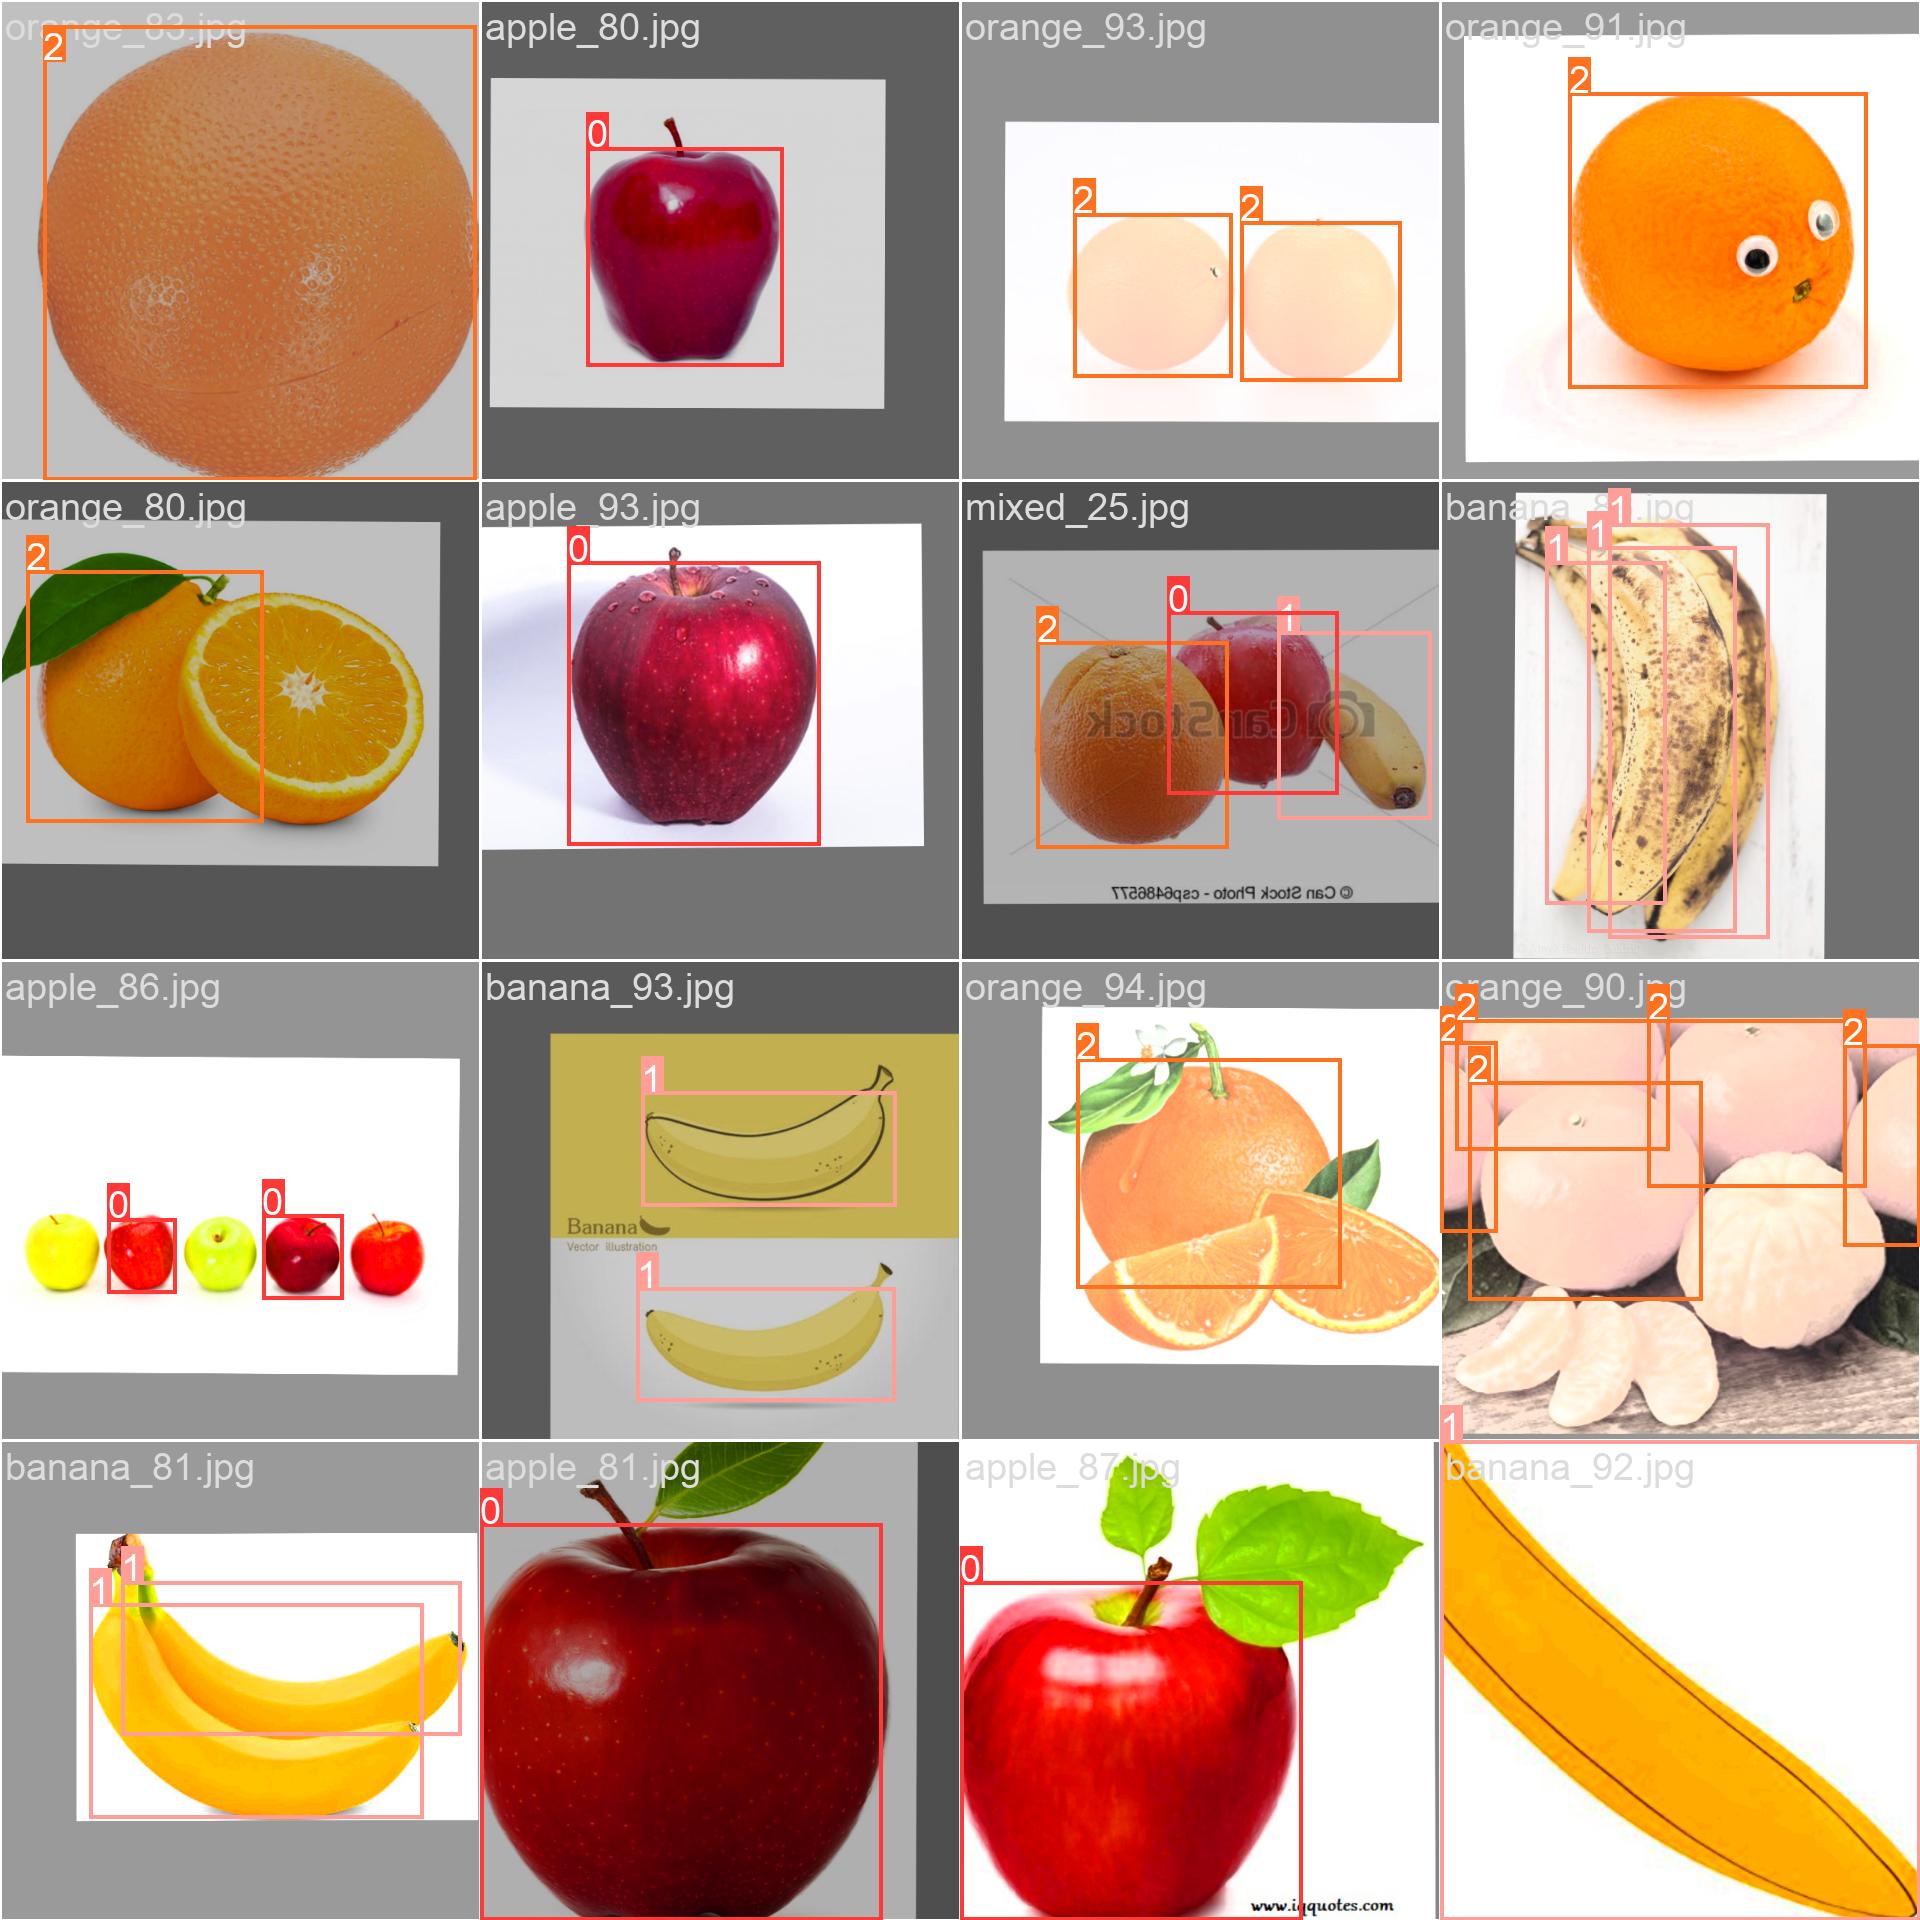 orange_83.jpg
2
apple_80.jpg
0
orange_93.jpg
2
2
orange_91.jpg
2
orange_80.jpg
2
apple_93.jpg
0
mixed_25.jpg
2
0
1
CanStock
© Can Stock Photo - csp6486577
1
1
1
apple_86.jpg
0
0
banana_93.jpg
1
Banana
Vector illustration
1
orange_94.jpg
2
orange_90.jpg
2
2
2
2
2
banana_81.jpg
1
1
apple_81.jpg
0
apple_87.jpg
0
www.iqquotes.com
1
banana_92.jpg